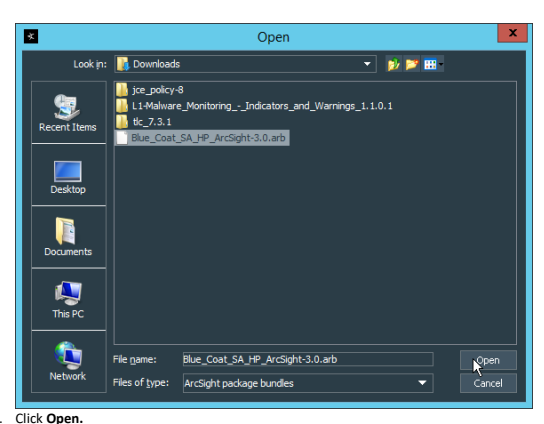 Open
x
Look in: Downloads
jce_policy-8
L1-Malware_Monitoring_-_Indicators_and_Warnings_1.1.0.1
tlc_7.3.1
Blue_Coat_SA_HP_ArcSight-3.0.arb
Recent Items
Desktop
Documents
This PC
Network
File name: Blue_Coat_SA_HP_ArcSight-3.0.arb Open
Files of type: ArcSight package bundles Cancel
. Click Open.